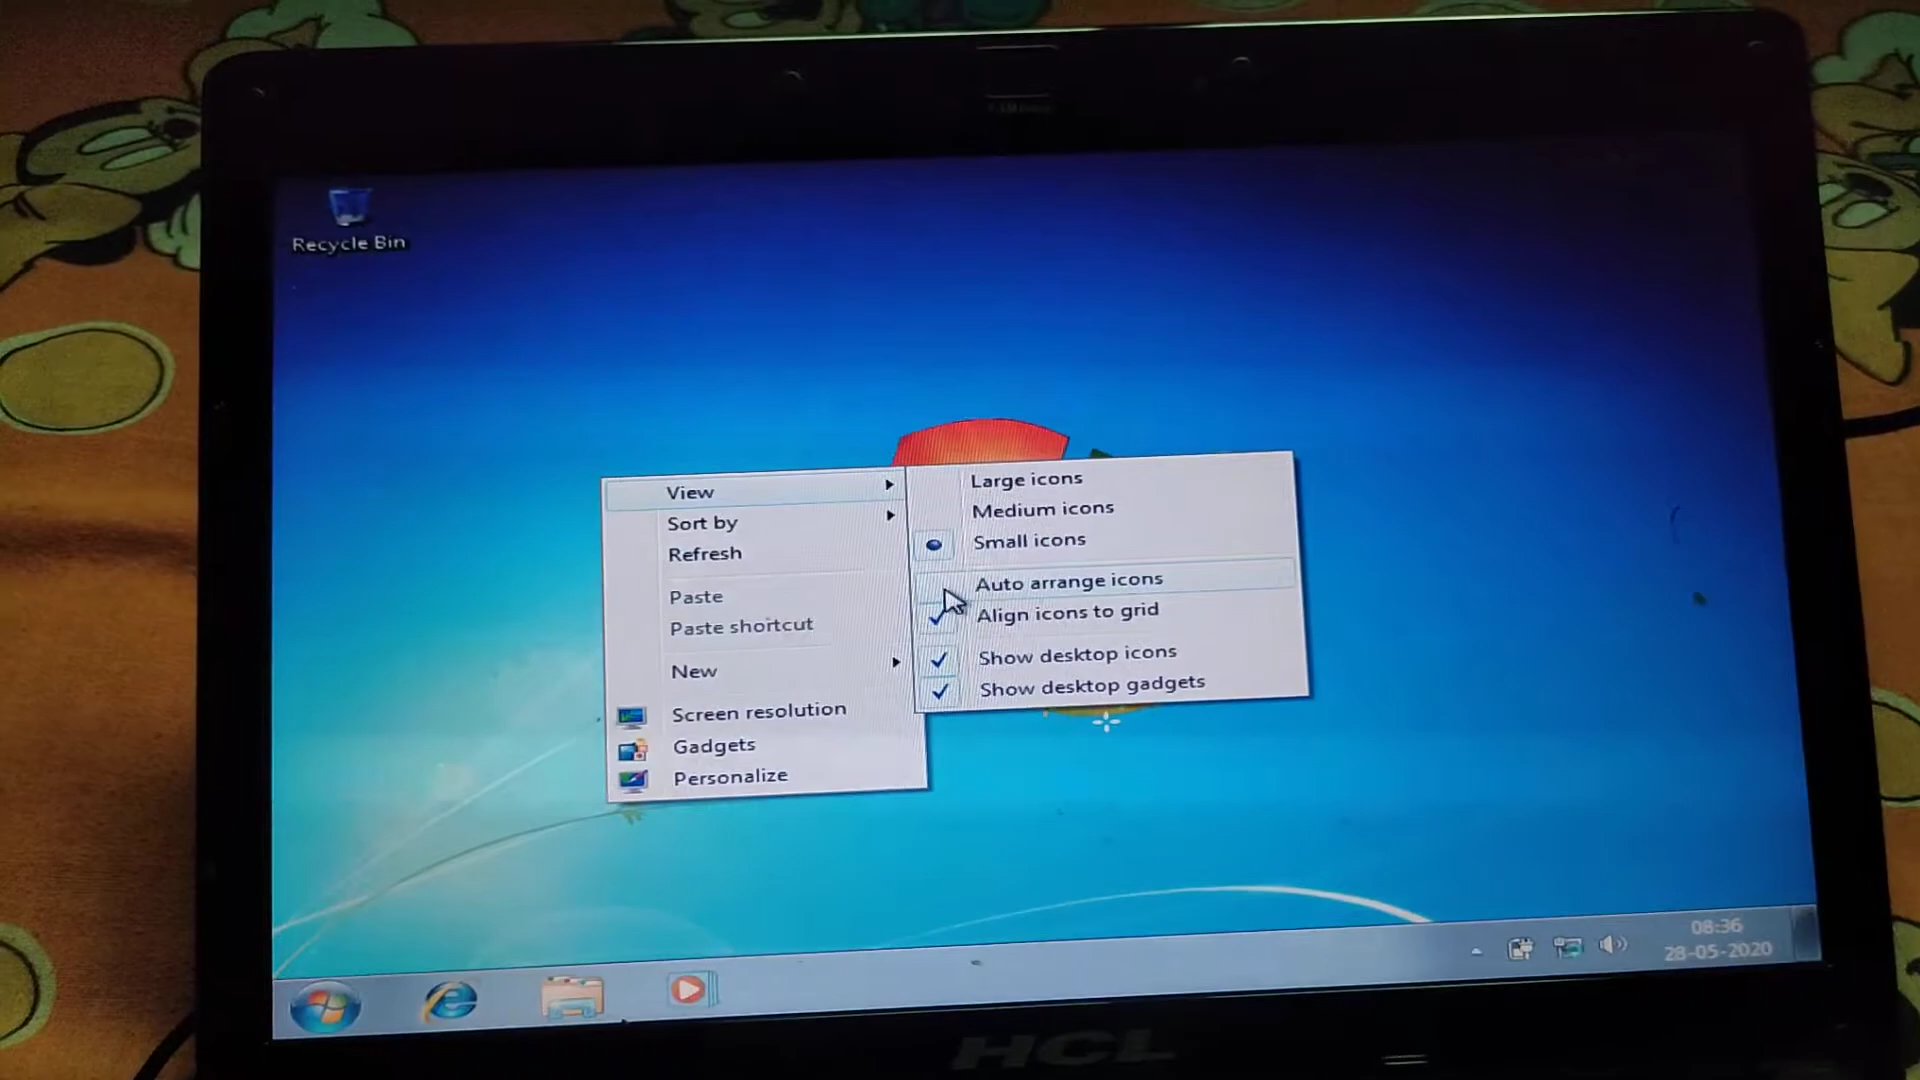 Recycle Bin
View
Sort by
Refresh
Paste
Paste shortcut
New
Screen resolution
Gadgets
Personalize
Large icons
Medium icons
Small icons
Auto arrange icons
Align icons to grid
Show desktop icons
Show desktop gadgets
08:36
28-05-2020
HCL